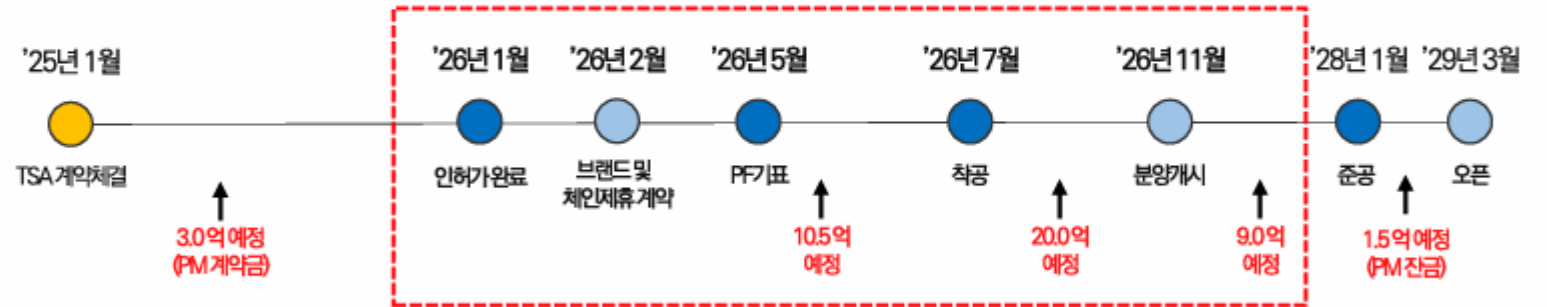 '25년 1월
'26년 1월
'26년 2월
'26년 5월
'26년 7월
'26년 11월
'28년 1월
'29년 3월
TSA 계약체결
인허가 완료
브랜드 및
체인제휴 계약
PF기표
착공
분양개시
준공
오픈
3.0억 예정
(PM 계약금)
10.5억
예정
20.0억
예정
9.0억
예정
1.5억 예정
(PM 잔금)